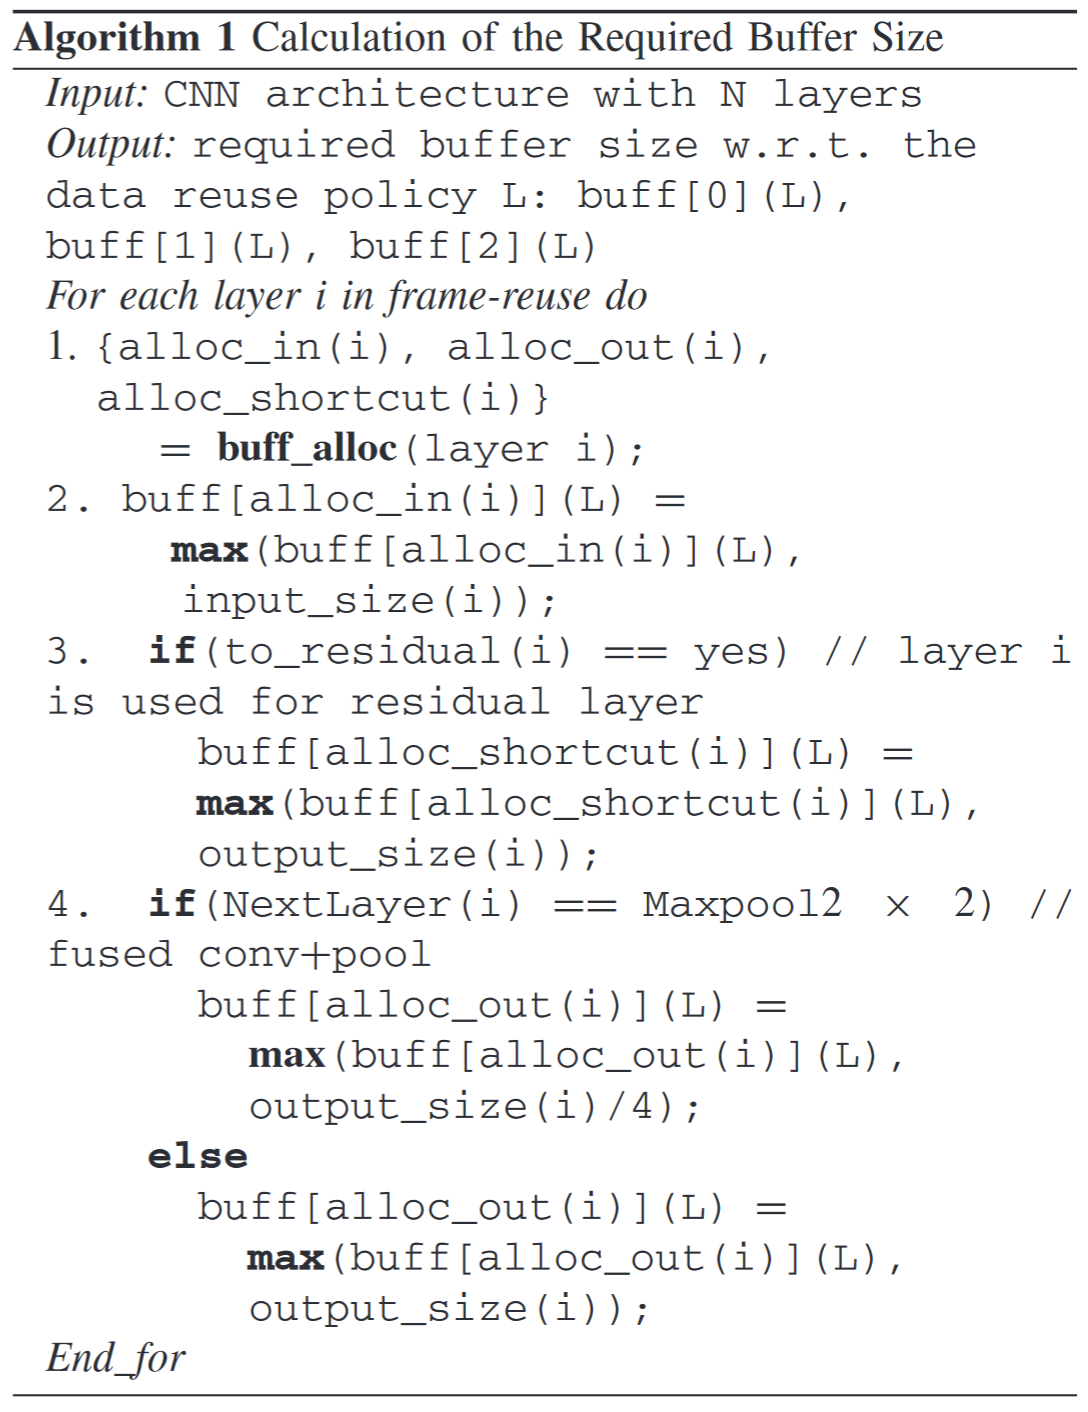 Algorithm 1 Calculation of the Required Buffer Size
Input: CNN architecture with N layers
Output: required buffer size w.r.t. the
data reuse policy L: buff[0](L),
buff[1](L), buff[2](L)
For each layer i in frame-reuse do
1. {alloc_in(i), alloc_out(i),
alloc_shortcut(i)}
= buff_alloc(layer i);
2. buff[alloc_in(i)](L) =
max(buff[alloc_in(i)](L),
input_size(i));
3. if(to_residual(i) == yes) // layer i
is used for residual layer
buff[alloc_shortcut(i)](L) =
max(buff[alloc_shortcut(i)](L),
output_size(i));
4. if(NextLayer(i) == Maxpool2 × 2) //
fused conv+pool
buff[alloc_out(i)](L) =
max(buff[alloc_out(i)](L),
output_size(i)/4);
else
buff[alloc_out(i)](L) =
max(buff[alloc_out(i)](L),
output_size(i));
End_for